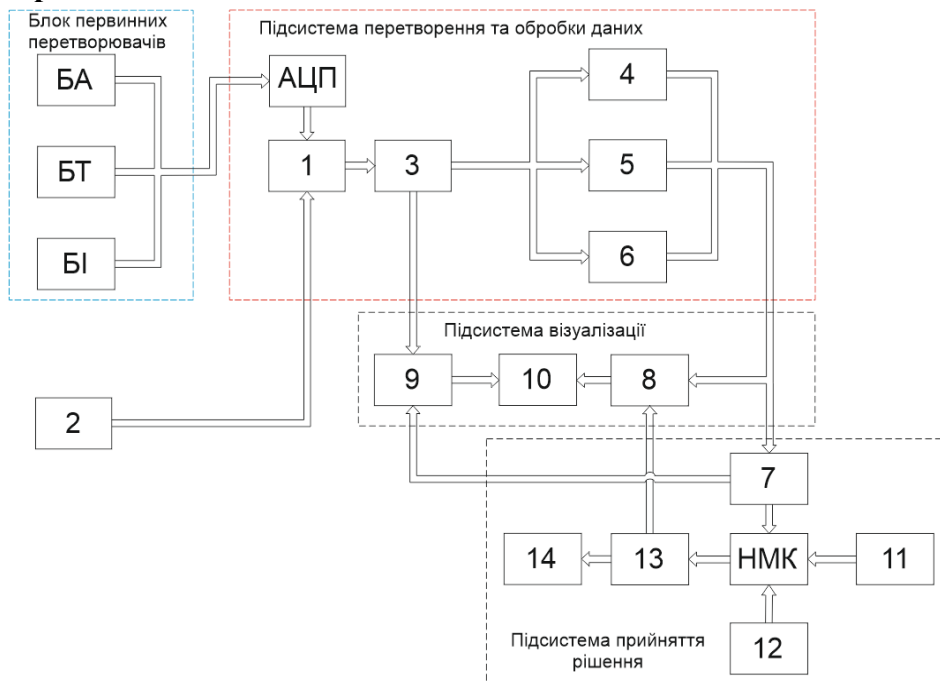 Блок первинних
перетворювачів
БА
БТ
БІ
Підсистема перетворення та обробки даних
АЦП
1
3
4
5
6
2
Підсистема візуалізації
9
10
8
7
14
13
НМК
11
12
Підсистема прийняття
рішення